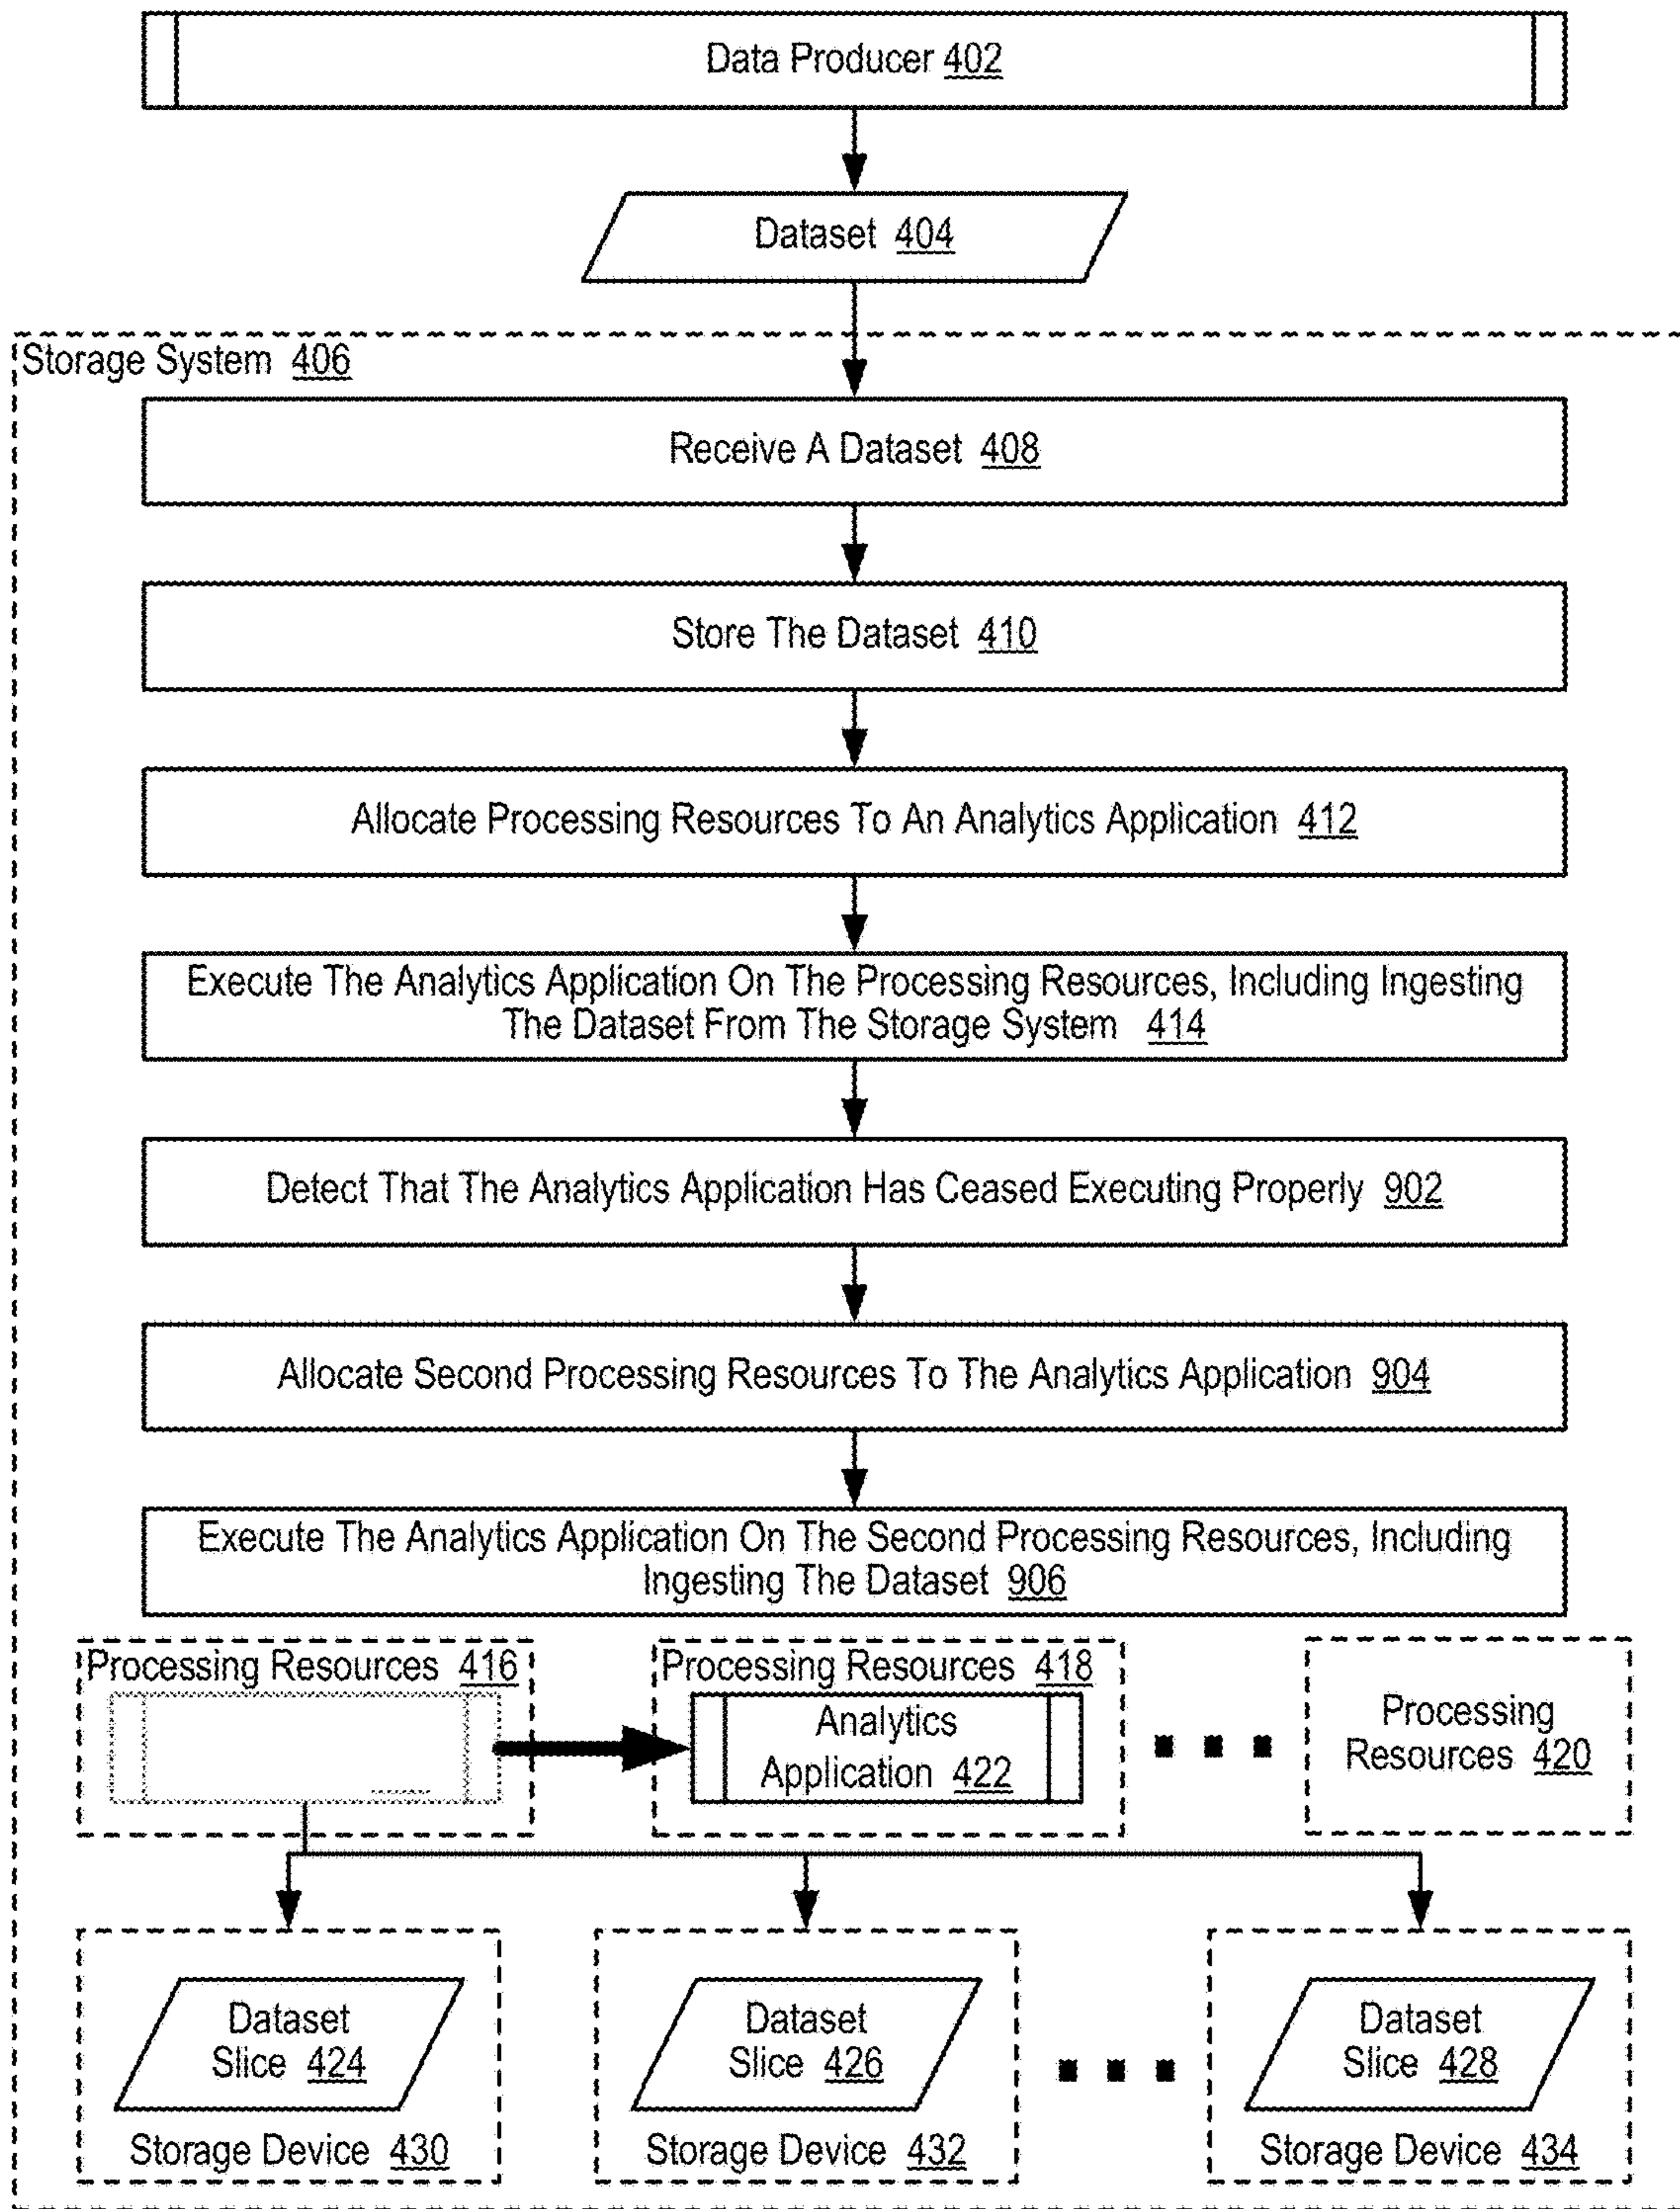 Data Producer 402
Dataset 404
Storage System 406
Receive A Dataset 408
Store The Dataset 410
Allocate Processing Resources To An Analytics Application 412
Execute The Analytics Application On The Processing Resources, Including Ingesting
The Dataset From The Storage System 414
Detect That The Analytics Application Has Ceased Executing Properly 902
Allocate Second Processing Resources To The Analytics Application 904
Execute The Analytics Application On The Second Processing Resources, Including
Ingesting The Dataset 906
Processing Resources 416
Processing Resources 418
Analytics
Application 422
Processing
Resources 420
Dataset
Slice 424
Storage Device 430
Dataset
Slice 426
Storage Device 432
Dataset
Slice 428
Storage Device 434